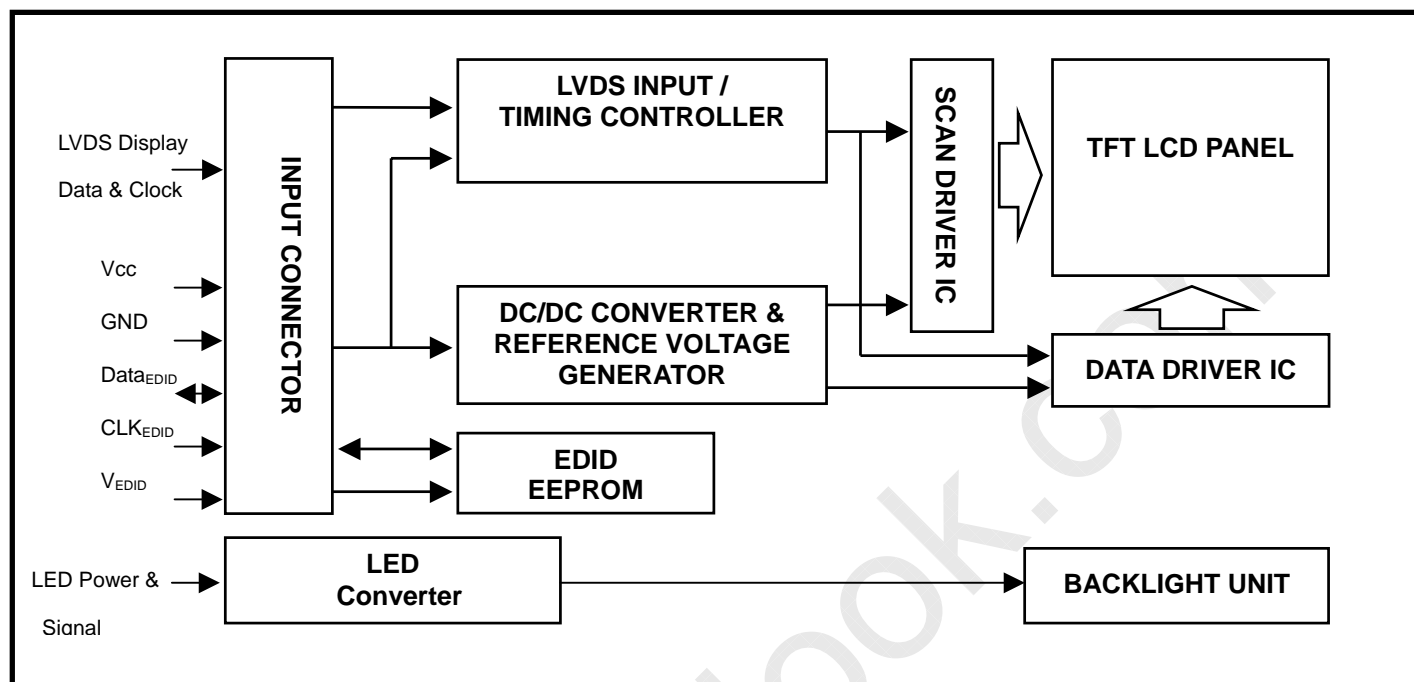 LVDS Display
Data & Clock
Vcc
GND
DataEDID
CLKEDID
VEDID
INPUT CONNECTOR
LVDS INPUT /
TIMING CONTROLLER
DC/DC CONVERTER &
REFERENCE VOLTAGE
GENERATOR
EDID
EEPROM
SCAN DRIVER IC
TFT LCD PANEL
DATA DRIVER IC
LED Power &
Signal
LED
Converter
BACKLIGHT UNIT